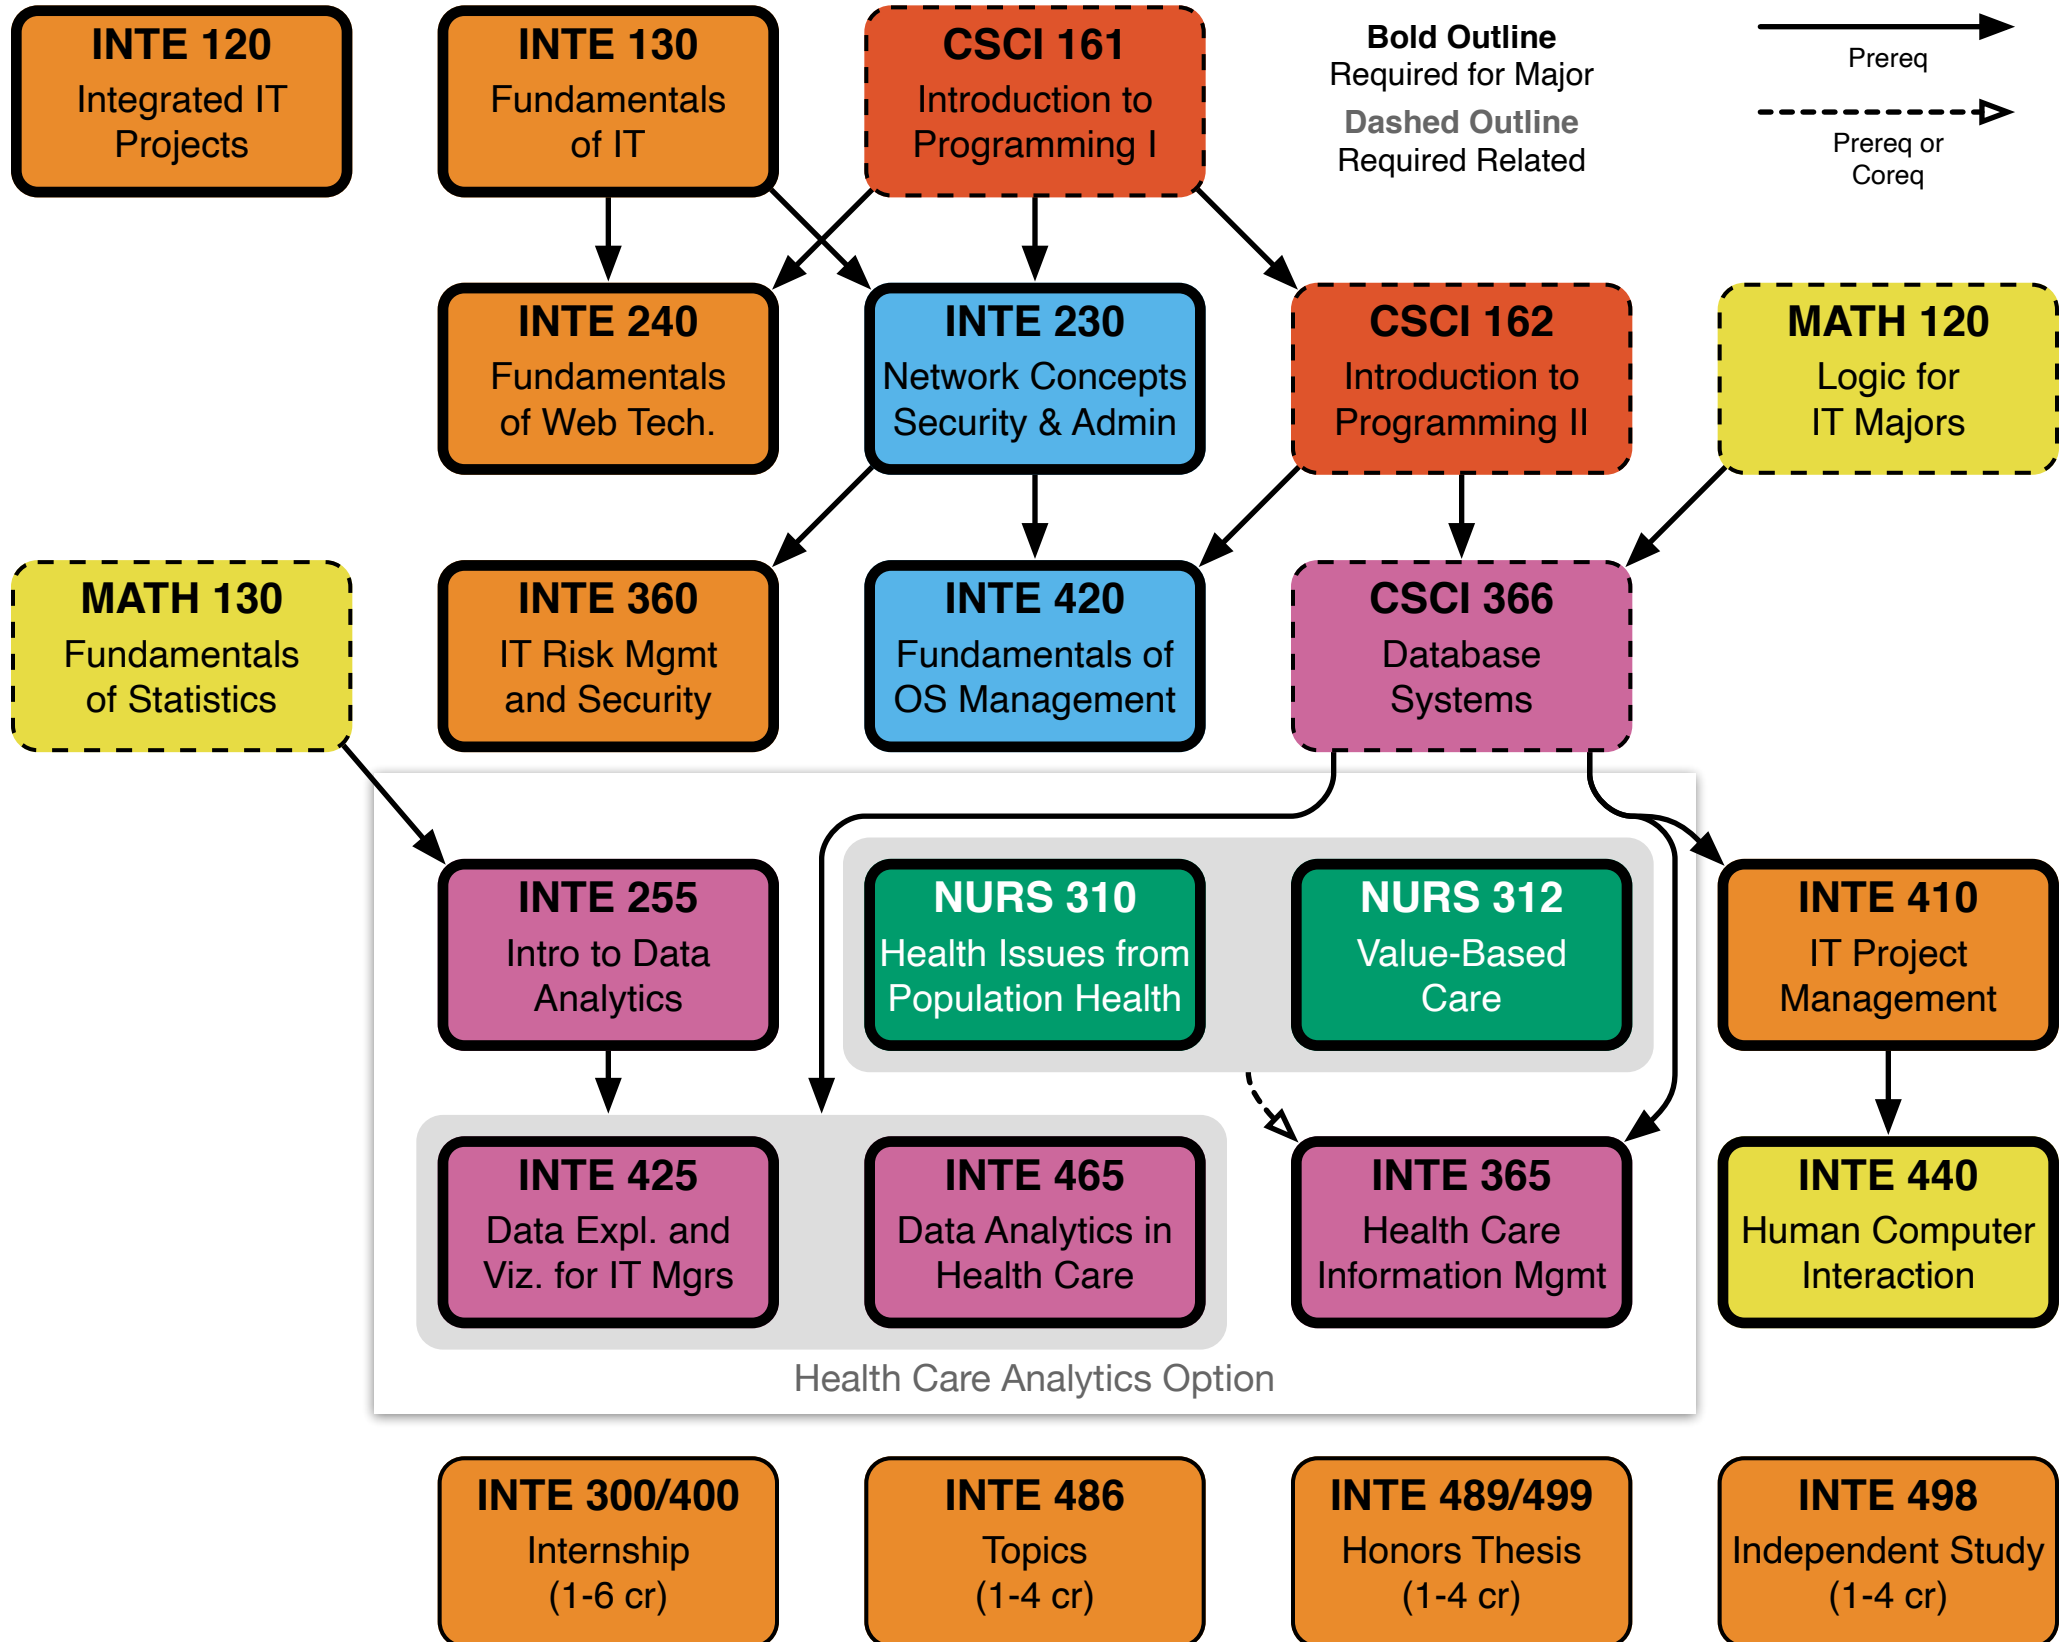 INTE 120
Integrated IT
Projects
INTE 130
Fundamentals
of IT
CSCI 161
Introduction to
Programming I
Bold Outline
Required for Major
Dashed Outline
Required Related
Prereq
Prereq or
Coreq
INTE 240
Fundamentals
of Web Tech.
INTE 230
Network Concepts
Security & Admin
CSCI 162
Introduction to
Programming II
MATH 120
Logic for
IT Majors
MATH 130
Fundamentals
of Statistics
INTE 360
IT Risk Mgmt
and Security
INTE 420
Fundamentals of
OS Management
CSCI 366
Database
Systems
INTE 255
Intro to Data
Analytics
NURS 310
Health Issues from
Population Health
NURS 312
Value-Based
Care
INTE 410
IT Project
Management
INTE 425
Data Expl. and
Viz. for IT Mgrs
INTE 465
Data Analytics in
Health Care
INTE 365
Health Care
Information Mgmt
INTE 440
Human Computer
Interaction
Health Care Analytics Option
INTE 300/400
Internship
(1-6 cr)
INTE 486
Topics
(1-4 cr)
INTE 489/499
Honors Thesis
(1-4 cr)
INTE 498
Independent Study
(1-4 cr)